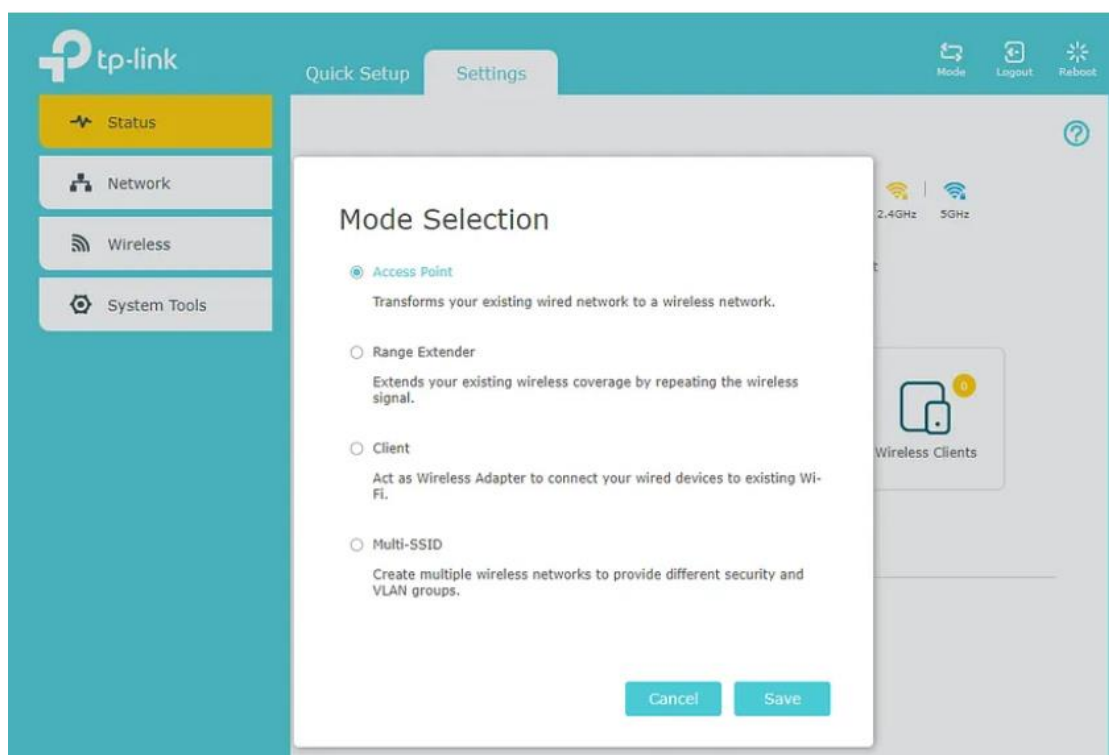 tp-link
Quick Setup
Settings
Mode
Logout
Reboot
Status
Network
Wireless
System Tools
2.4GHz
5GHz
Mode Selection
Access Point
Transforms your existing wired network to a wireless network.
Range Extender
Extends your existing wireless coverage by repeating the wireless
signal.
Client
Act as Wireless Adapter to connect your wired devices to existing Wi-
Fi.
Multi-SSID
Create multiple wireless networks to provide different security and
VLAN groups.
Cancel
Save
0
Wireless Clients